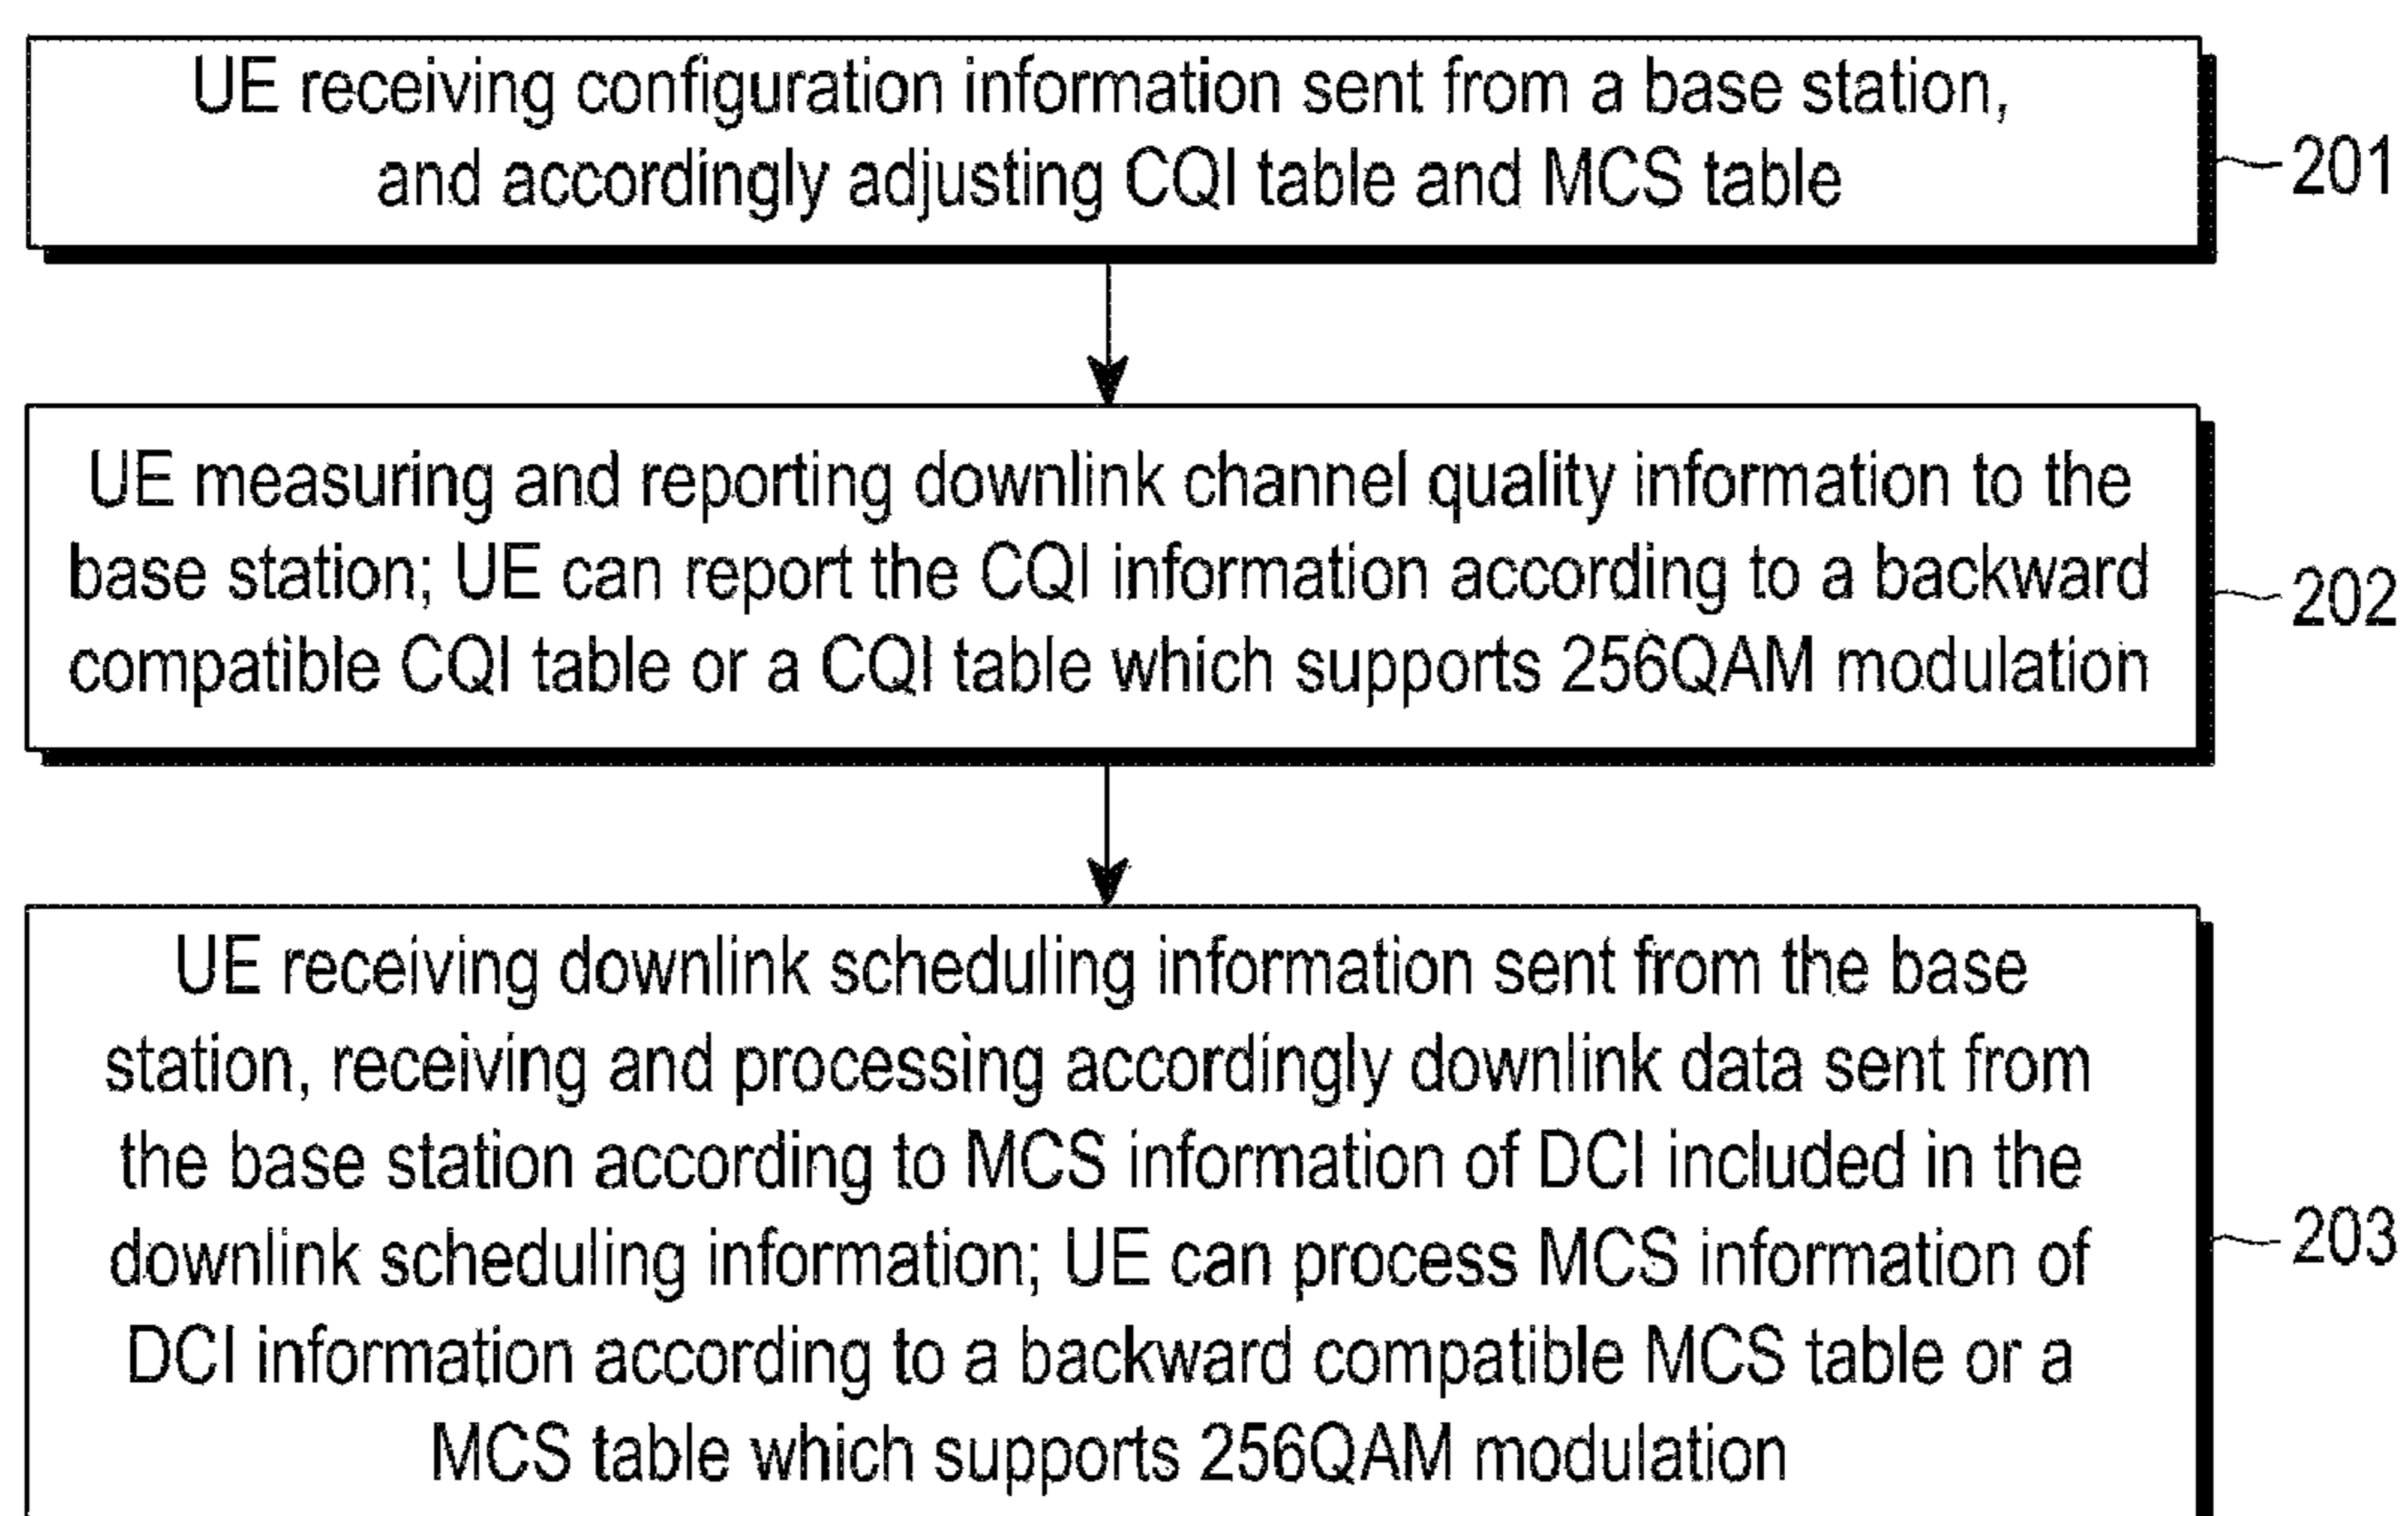 UE receiving configuration information sent from a base station,
and accordingly adjusting CQI table and MCS table
201
UE measuring and reporting downlink channel quality information to the
base station; UE can report the CQI information according to a backward
compatible CQI table or a CQI table which supports 256QAM modulation
202
UE receiving downlink scheduling information sent from the base
station, receiving and processing accordingly downlink data sent from
the base station according to MCS information of DCI included in the
downlink scheduling information; UE can process MCS information of
DCI information according to a backward compatible MCS table or a
MCS table which supports 256QAM modulation
203